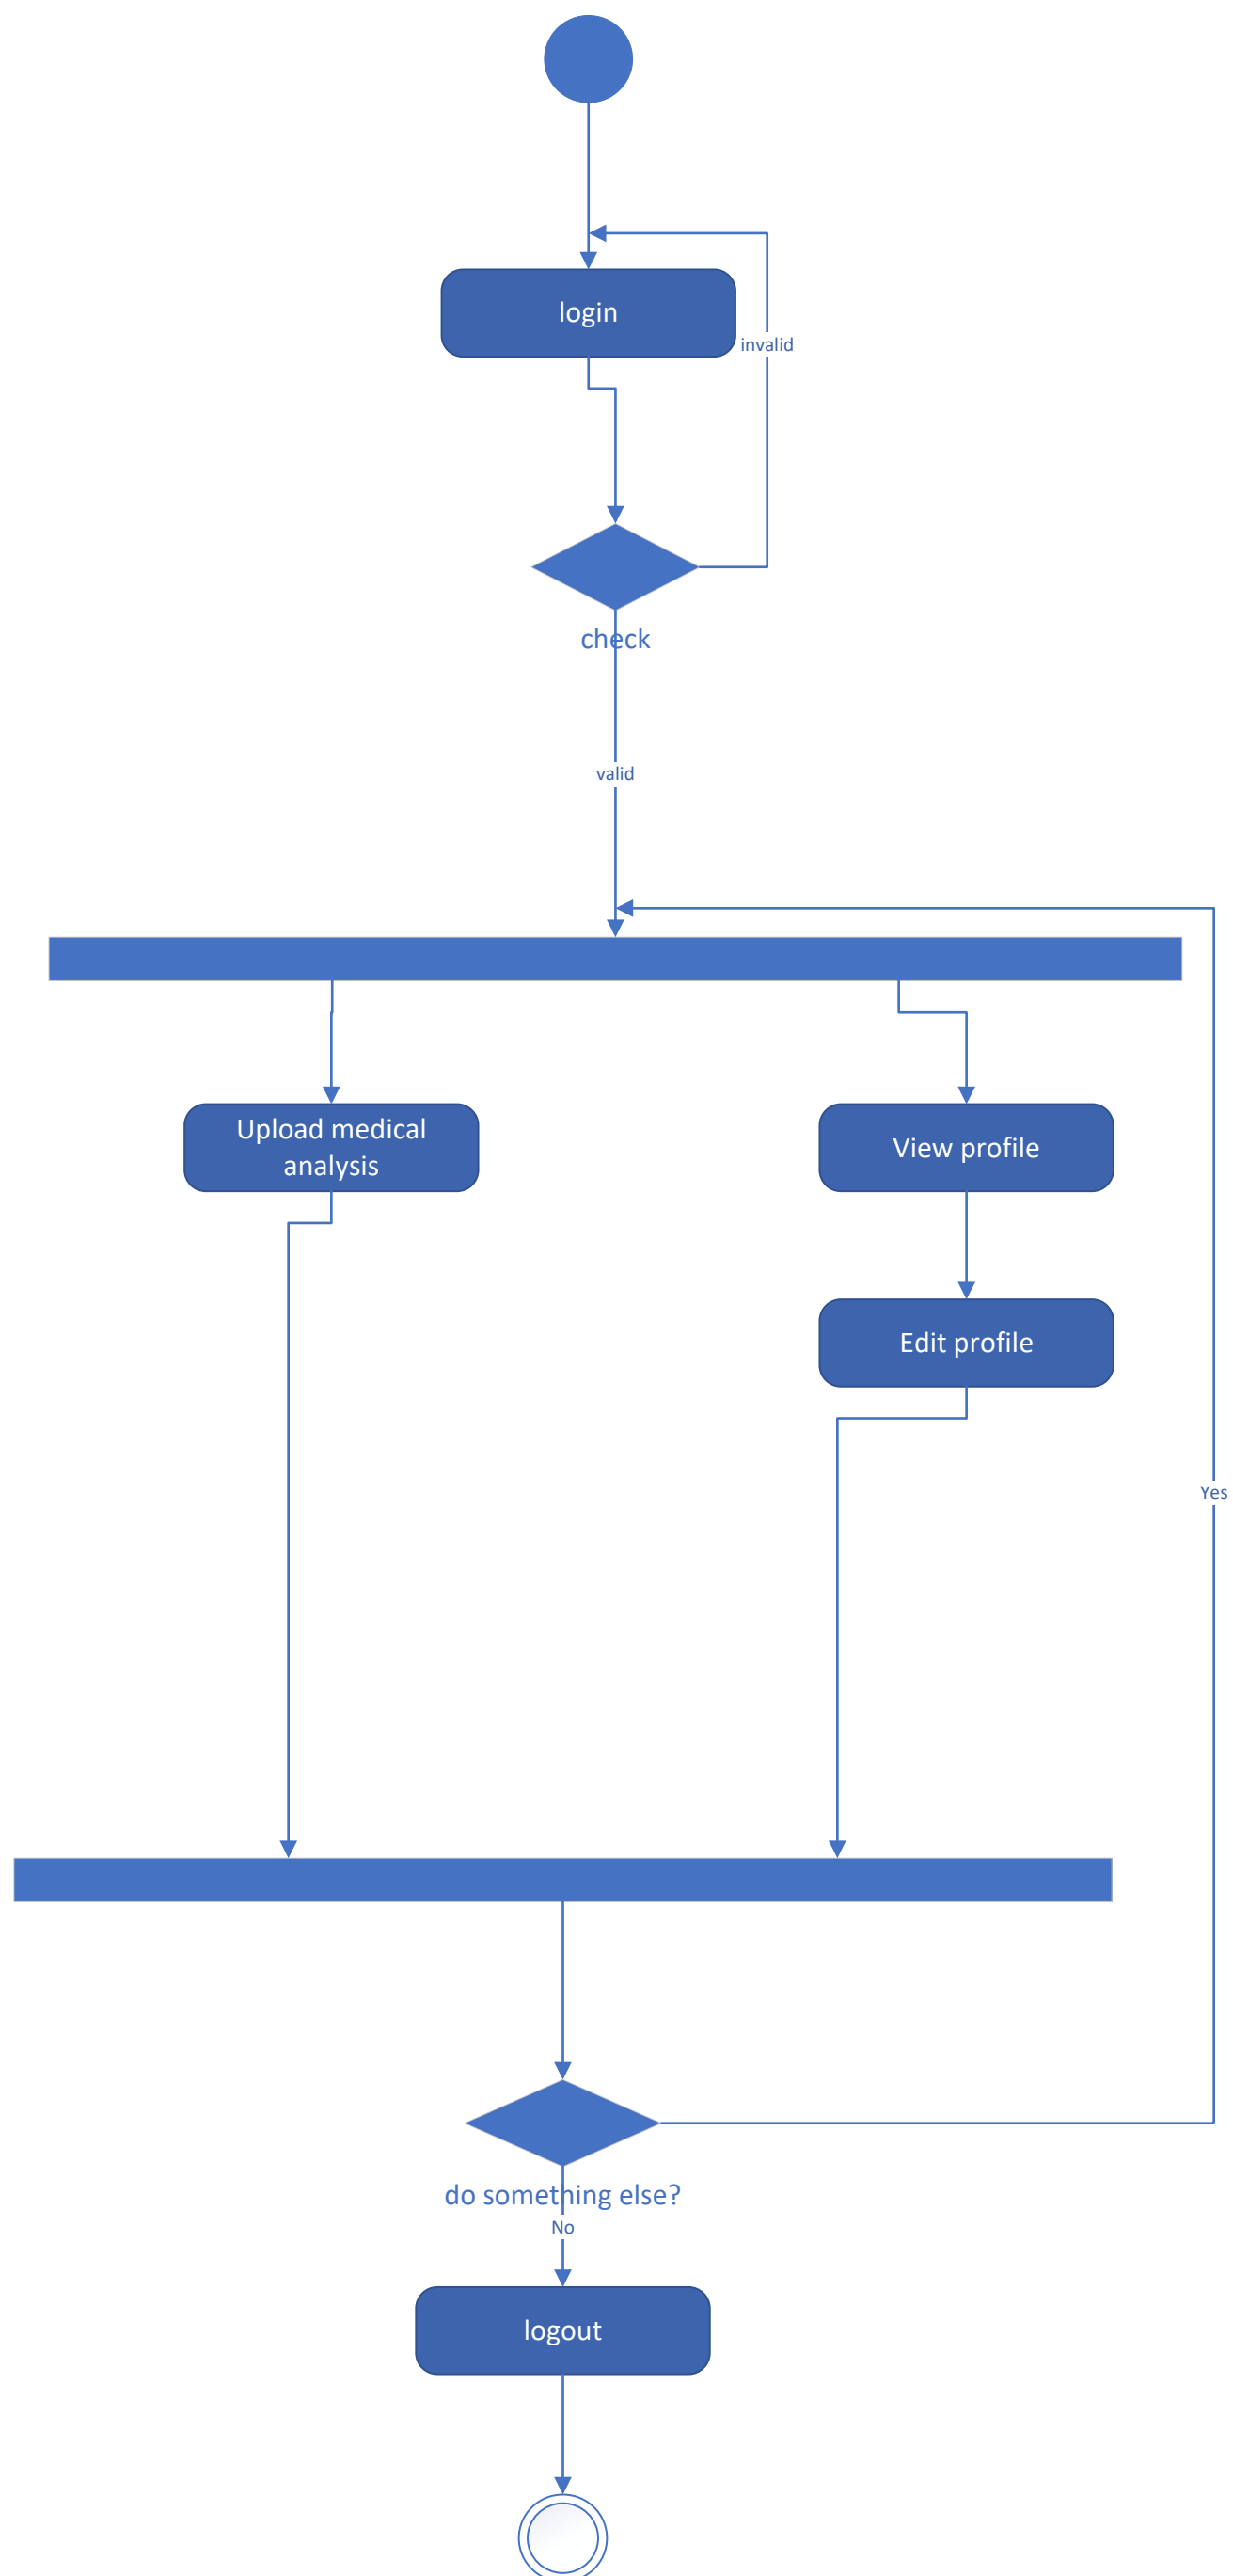 login
invalid
check
valid
Upload medical
analysis
View profile
Edit profile
Yes
do something else?
No
logout